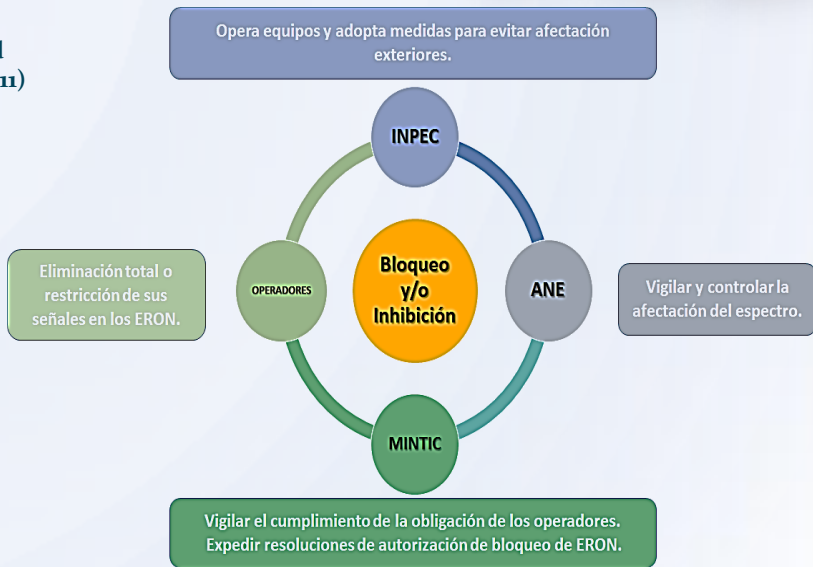 11)
Opera equipos y adopta medidas para evitar afectación
exteriores.
INPEC
Eliminación total o
restricción de sus
señales en los ERON.
OPERADORES
Bloqueo
y/o
Inhibición
ANE
Vigilar y controlar la
afectación del espectro.
MINTIC
Vigilar el cumplimiento de la obligación de los operadores.
Expedir resoluciones de autorización de bloqueo de ERON.